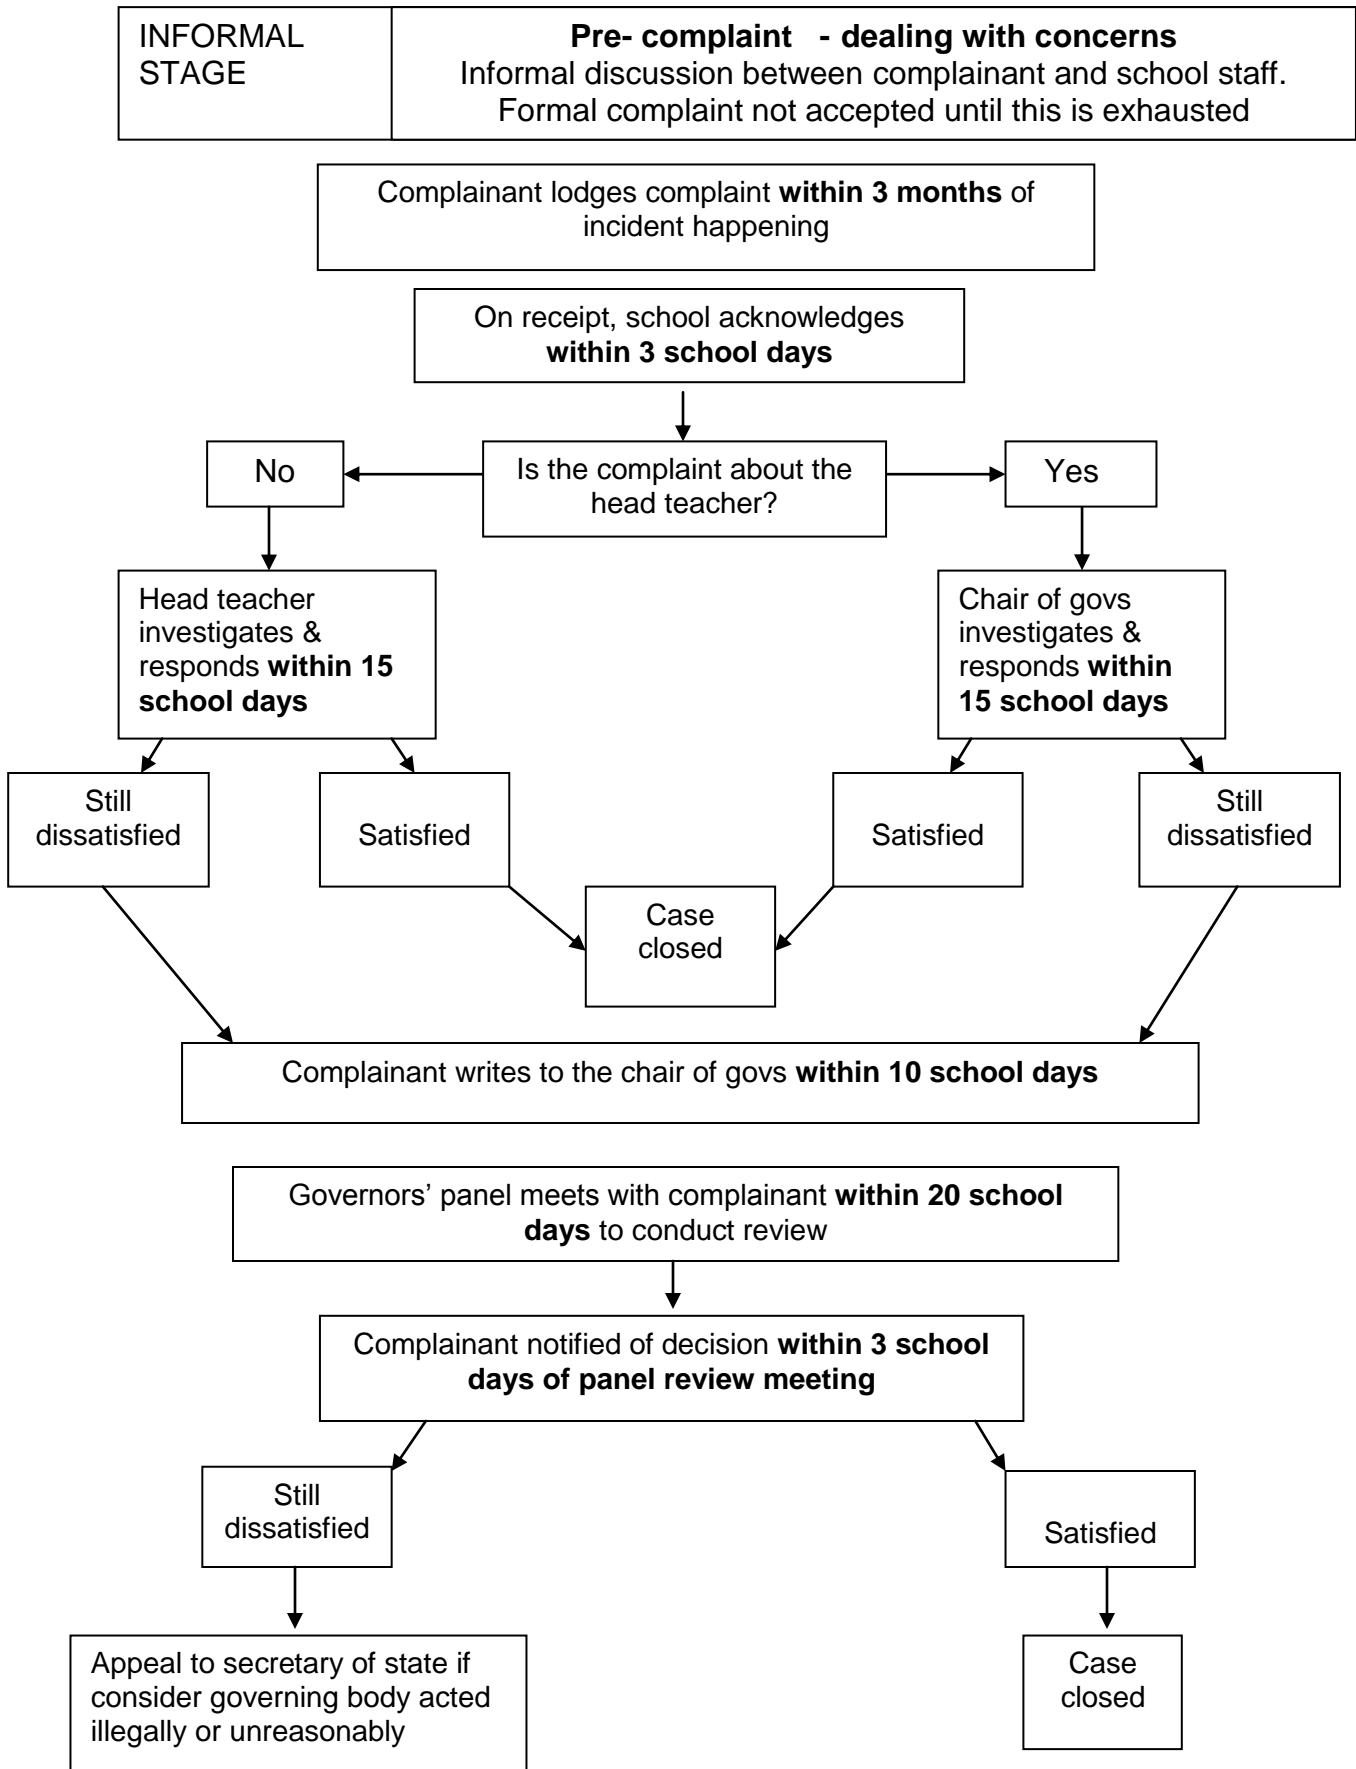 INFORMAL
STAGE
Pre- complaint - dealing with concerns
Informal discussion between complainant and school staff.
Formal complaint not accepted until this is exhausted
Complainant lodges complaint within 3 months of
incident happening
On receipt, school acknowledges
within 3 school days
No
Is the complaint about the
head teacher?
Yes
Head teacher
investigates &
responds within 15
school days
Chair of govs
investigates &
responds within
15 school days
Still
dissatisfied
Satisfied
Satisfied
Still
dissatisfied
Case
closed
Complainant writes to the chair of govs within 10 school days
Governors’ panel meets with complainant within 20 school
days to conduct review
Complainant notified of decision within 3 school
days of panel review meeting
Still
dissatisfied
Satisfied
Appeal to secretary of state if
consider governing body acted
illegally or unreasonably
Case
closed